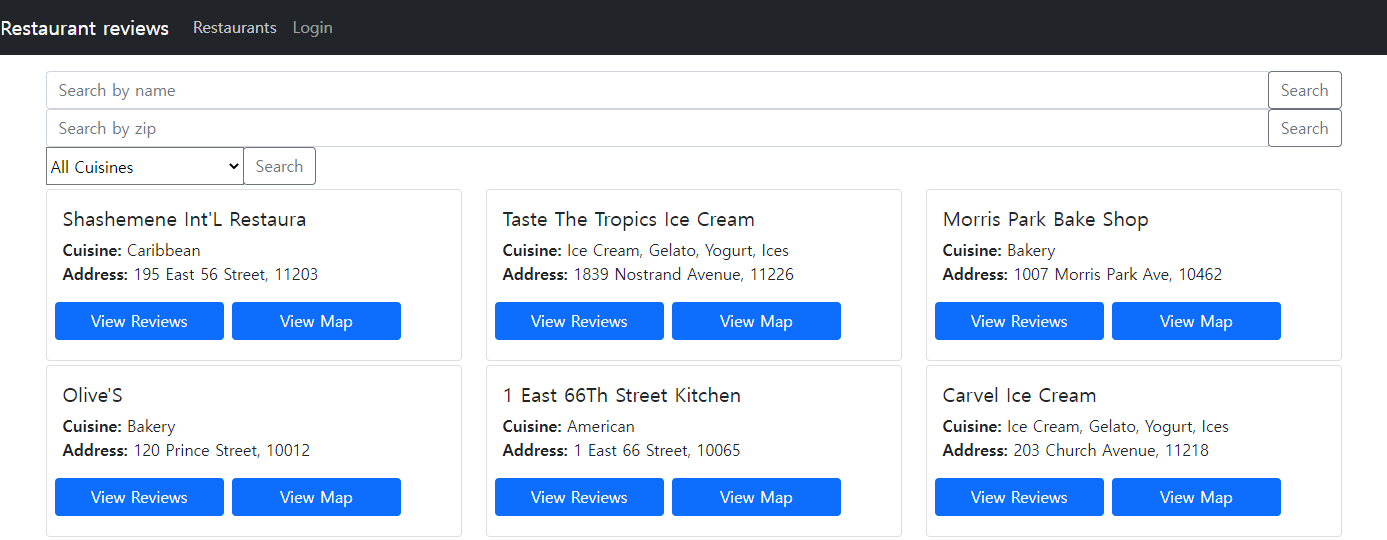 Restaurant reviews Restaurants Login
Search by name Search
Search by zip Search
All Cuisines Search
Shashemene Int'L Restaura
Cuisine: Caribbean
Address: 195 East 56 Street, 11203
View Reviews View Map
Taste The Tropics Ice Cream
Cuisine: Ice Cream, Gelato, Yogurt, Ices
Address: 1839 Nostrand Avenue, 11226
View Reviews View Map
Morris Park Bake Shop
Cuisine: Bakery
Address: 1007 Morris Park Ave, 10462
View Reviews View Map
Olive'S
Cuisine: Bakery
Address: 120 Prince Street, 10012
View Reviews View Map
1 East 66Th Street Kitchen
Cuisine: American
Address: 1 East 66 Street, 10065
View Reviews View Map
Carvel Ice Cream
Cuisine: Ice Cream, Gelato, Yogurt, Ices
Address: 203 Church Avenue, 11218
View Reviews View Map